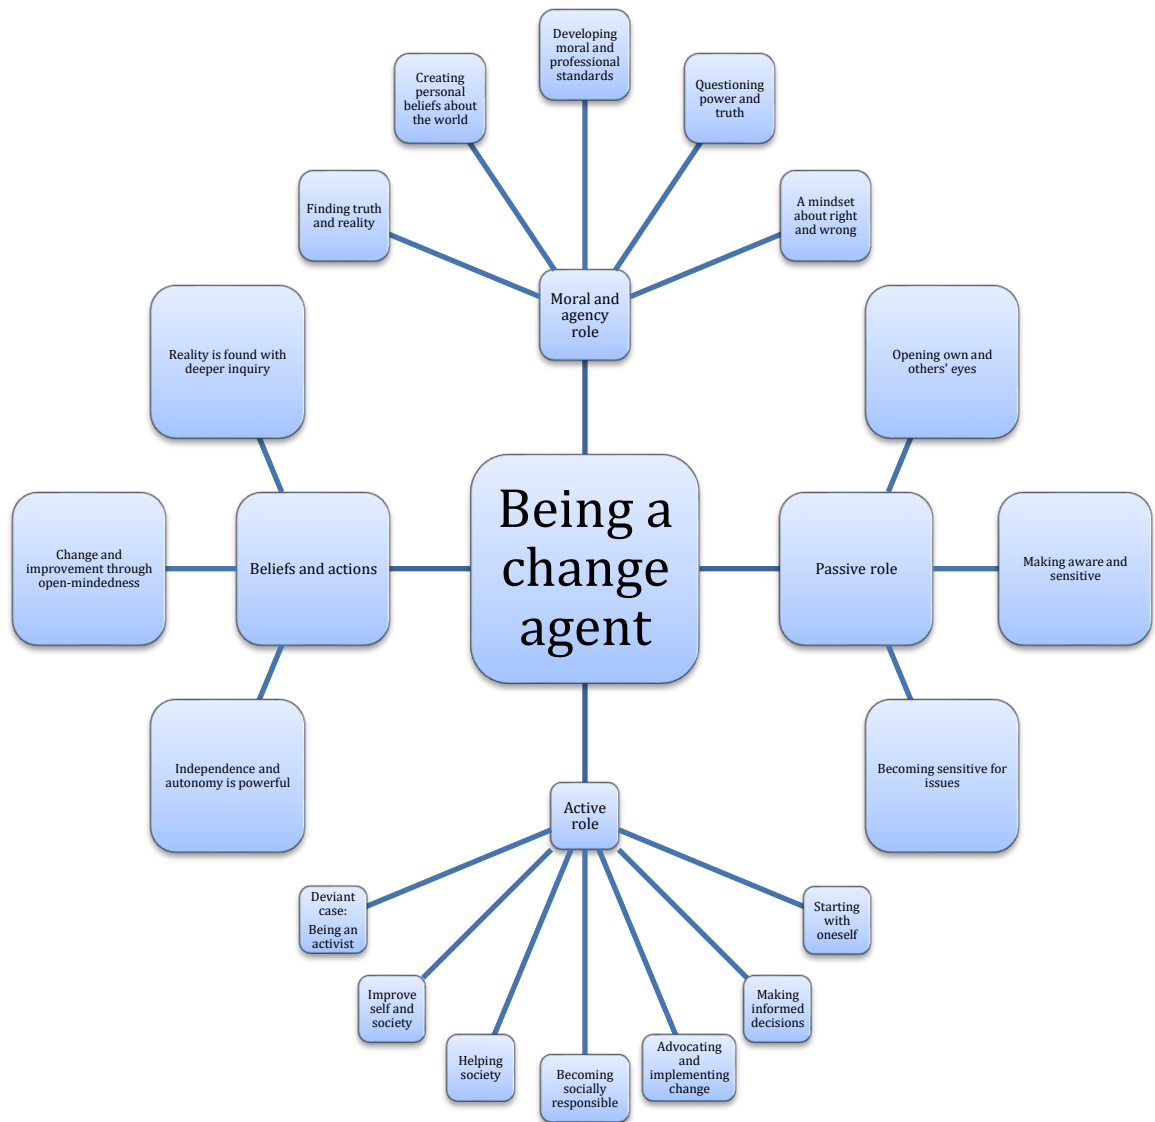 Developing
moral and
professional
standards
Creating
personal
beliefs about
the world
Questioning
power and
truth
Finding truth
and reality
A mindset
about right
and wrong
Moral and
agency
role
Reality is found with
deeper inquiry
Opening own and
others' eyes
Being a
change
agent
Change and
improvement through
open-mindedness
Beliefs and actions
Passive role
Making aware and
sensitive
Independence and
autonomy is powerful
Becoming sensitive for
issues
Active
role
Deviant
case:
Being an
activist
Starting
with
oneself
Improve
self and
society
Making
informed
decisions
Helping
society
Advocating
and
implementing
change
Becoming
socially
responsible